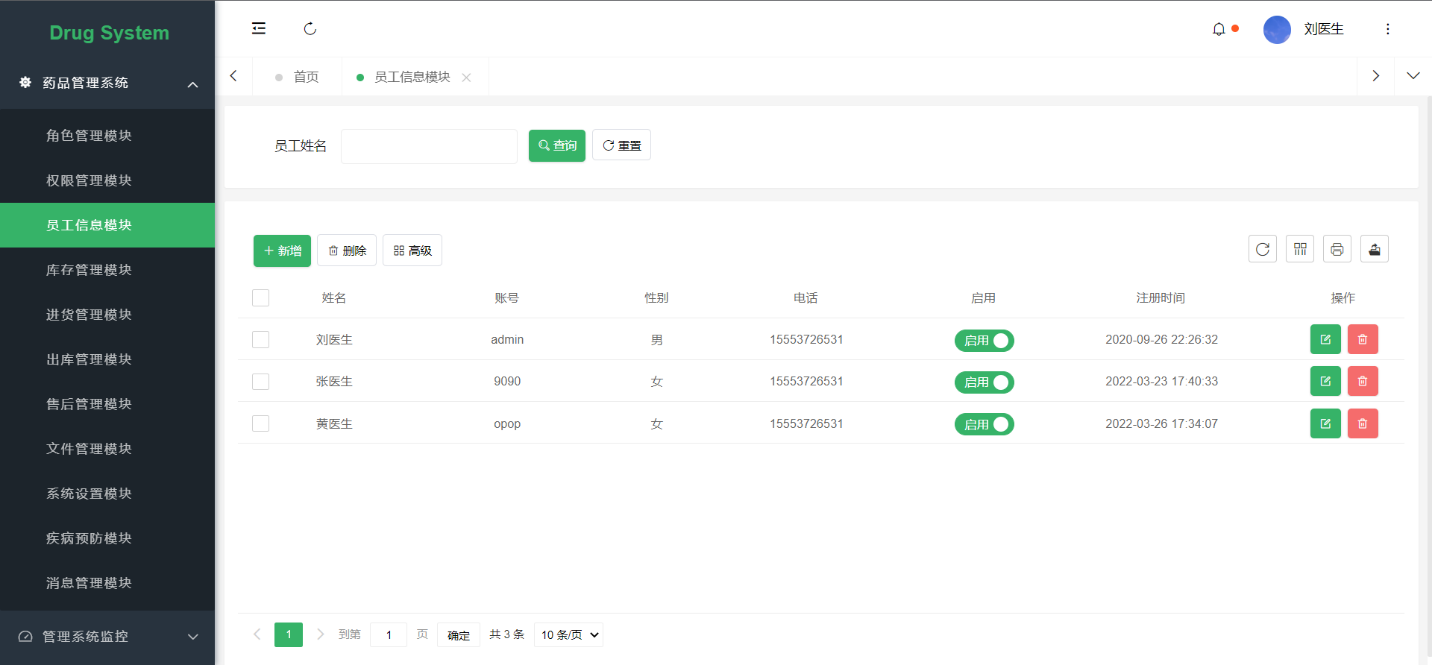 Drug System
药品管理系统
角色管理模块
权限管理模块
员工信息模块
库存管理模块
进货管理模块
出库管理模块
售后管理模块
文件管理模块
系统设置模块
疾病预防模块
消息管理模块
管理系统监控
刘医生
首页 员工信息模块
员工姓名 查询 重置
新增 删除 高级
姓名 账号 性别 电话 启用 注册时间 操作
刘医生 admin 男 15553726531 启用 2020-09-26 22:26:32
张医生 9090 女 15553726531 启用 2022-03-23 17:40:33
黄医生 opop 女 15553726531 启用 2022-03-26 17:34:07
1 到第 1 页 确定 共 3 条 10 条/页